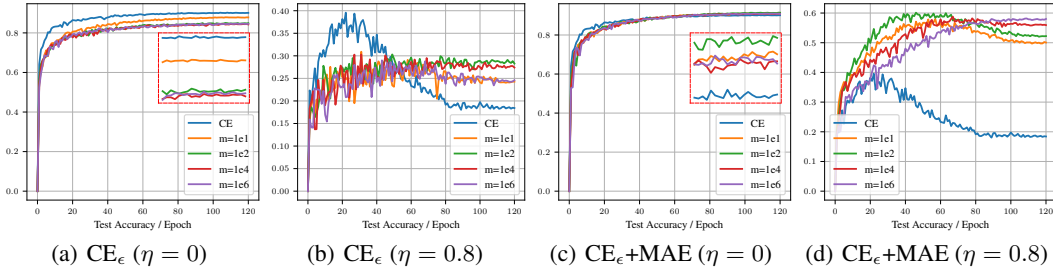 0.8
0.6
0.4
0.2
0.0
CE
m=1e1
m=1e2
m=1e4
m=1e6
0 20 40 60 80 100 120
Test Accuracy / Epoch
(a) CEϵ (η = 0)
0.40
0.35
0.30
0.25
0.20
0.15
0.10
0.05
0.00
CE
m=1e1
m=1e2
m=1e4
m=1e6
0 20 40 60 80 100 120
Test Accuracy / Epoch
(b) CEϵ (η = 0.8)
0.8
0.6
0.4
0.2
0.0
CE
m=1e1
m=1e2
m=1e4
m=1e6
0 20 40 60 80 100 120
Test Accuracy / Epoch
(c) CEϵ+MAE (η = 0)
0.6
0.5
0.4
0.3
0.2
0.1
0.0
CE
m=1e1
m=1e2
m=1e4
m=1e6
0 20 40 60 80 100 120
Test Accuracy / Epoch
(d) CEϵ+MAE (η = 0.8)